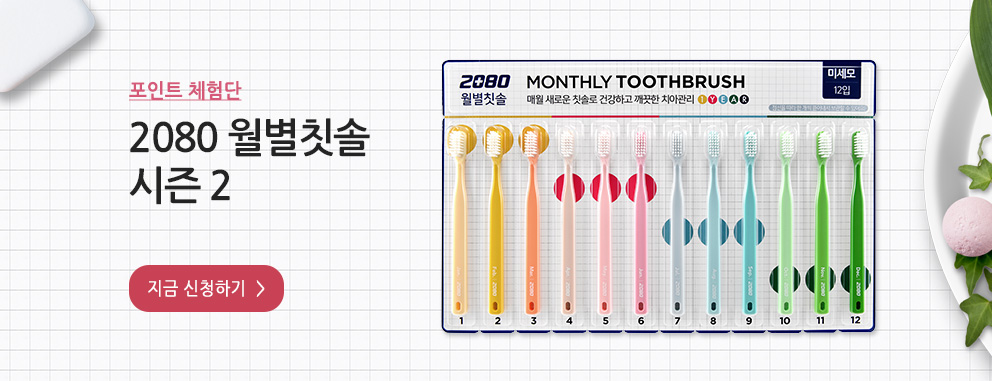 포인트 체험단
2080 월별칫솔
시즌 2
지금 신청하기 >
2080
월별칫솔
MONTHLY TOOTHBRUSH
매월 새로운 칫솔로 건강하고 깨끗한 치아관리 1YEAR
미세모
12입
1 2 3 4 5 6 7 8 9 10 11 12